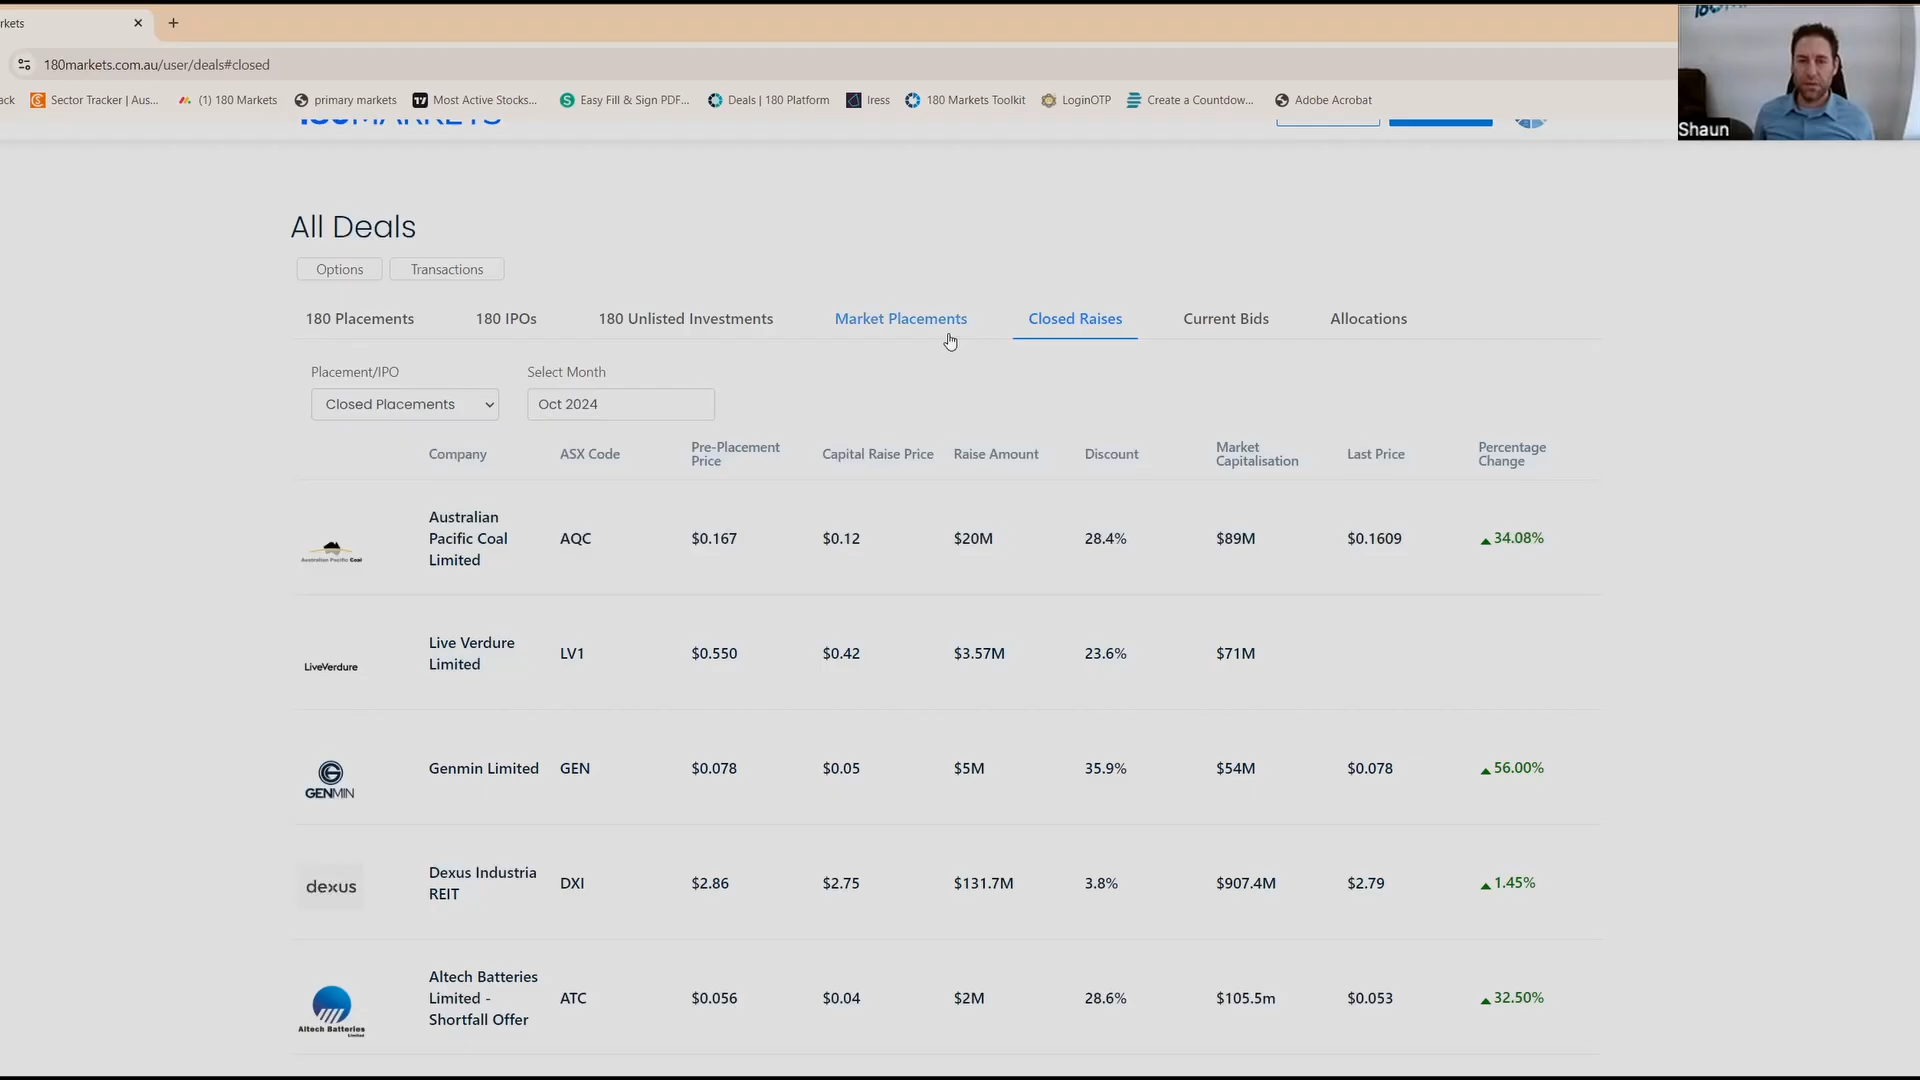 rkets
180markets.com.au/user/deals#closed
ack Sector Tracker | Aus... (1) 180 Markets primary markets Most Active Stocks... Easy Fill & Sign PDF... Deals | 180 Platform Iress 180 Markets Toolkit LoginOTP Create a Countdow... Adobe Acrobat
Shaun
180MARKETS
All Deals
Options Transactions
180 Placements 180 IPOs 180 Unlisted Investments Market Placements Closed Raises Current Bids Allocations
Placement/IPO Select Month
Closed Placements Oct 2024
Company ASX Code Pre-Placement Price Capital Raise Price Raise Amount Discount Market Capitalisation Last Price Percentage Change
Australian Pacific Coal
Australian
Pacific Coal
Limited
AQC $0.167 $0.12 $20M 28.4% $89M $0.1609 34.08%
LiveVerdure
Live Verdure
Limited
LV1 $0.550 $0.42 $3.57M 23.6% $71M
GENMIN
Genmin Limited GEN $0.078 $0.05 $5M 35.9% $54M $0.078 56.00%
dexus
Dexus Industria
REIT
DXI $2.86 $2.75 $131.7M 3.8% $907.4M $2.79 1.45%
Altech Batteries
Limited
Altech Batteries
Limited -
Shortfall Offer
ATC $0.056 $0.04 $2M 28.6% $105.5m $0.053 32.50%